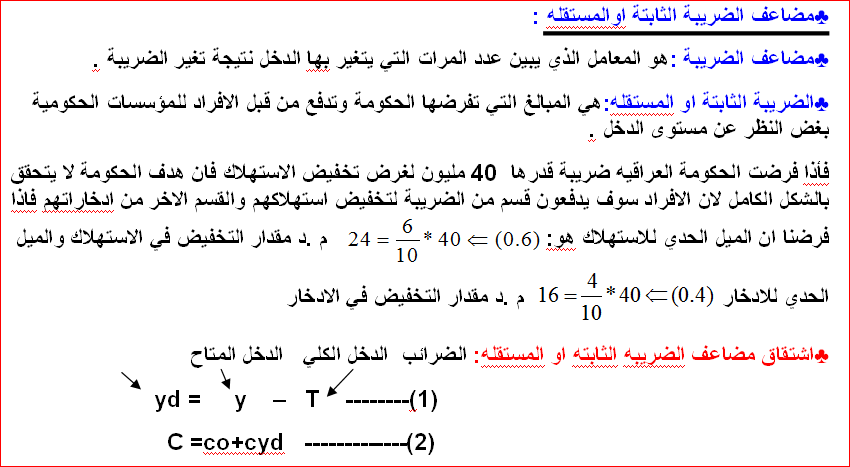 ♣مضاعف الضريبة الثابتة اوالمستقله :
♣مضاعف الضريبة :هو المعامل الذي يبين عدد المرات التي يتغير بها الدخل نتيجة تغير الضريبة .
♣الضريبة الثابتة او المستقله:هي المبالغ التي تفرضها الحكومة وتدفع من قبل الافراد للمؤسسات الحكومية
بغض النظر عن مستوى الدخل .
فأذا فرضت الحكومة العراقيه ضريبة قدرها 40 مليون لغرض تخفيض الاستهلاك فان هدف الحكومة لا يتحقق
بالشكل الكامل لان الافراد سوف يدفعون قسم من الضريبة لتخفيض استهلاكهم والقسم الاخر من ادخاراتهم فاذا
فرضنا ان الميل الحدي للاستهلاك هو: 24 = 6/10 * 40 ⇐ (0.6) م .د مقدار التخفيض في الاستهلاك والميل
الحدي للادخار 16 = 4/10 * 40 ⇐ (0.4) م .د مقدار التخفيض في الادخار
♣اشتقاق مضاعف الضريبه الثابته او المستقله: الضرائب الدخل الكلي الدخل المتاح
yd = y – T --------(1)
C =co+cyd --------------(2)